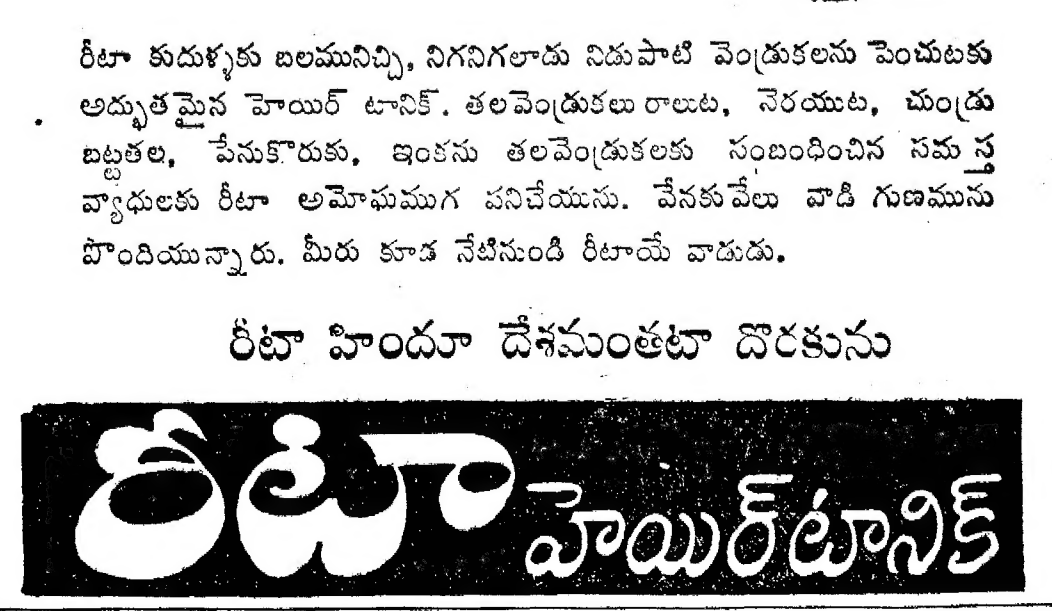 రీటా కుదుళ్ళకు బలమునిచ్చి, నిగనిగలాడు నిడుపాటి వెండ్రుకలను పెంచుటకు
అద్భుతమైన హెయిర్ టానిక్. తలవెండ్రుకలు రాలుట, నెరయుట, చుండ్రు
బట్టతల, పేనుకొరుకు, ఇంకను తలవెండ్రుకలకు సంబంధించిన సమస్త
వ్యాధులకు రీటా అమోఘముగ పనిచేయును. వేనకువేలు వాడి గుణమును
పొందియున్నారు. మీరు కూడ నేటినుండి రీటాయే వాడుడు.
రీటా హిందూ దేశమంతటా దొరకును
రీటా హెయిర్‌టానిక్